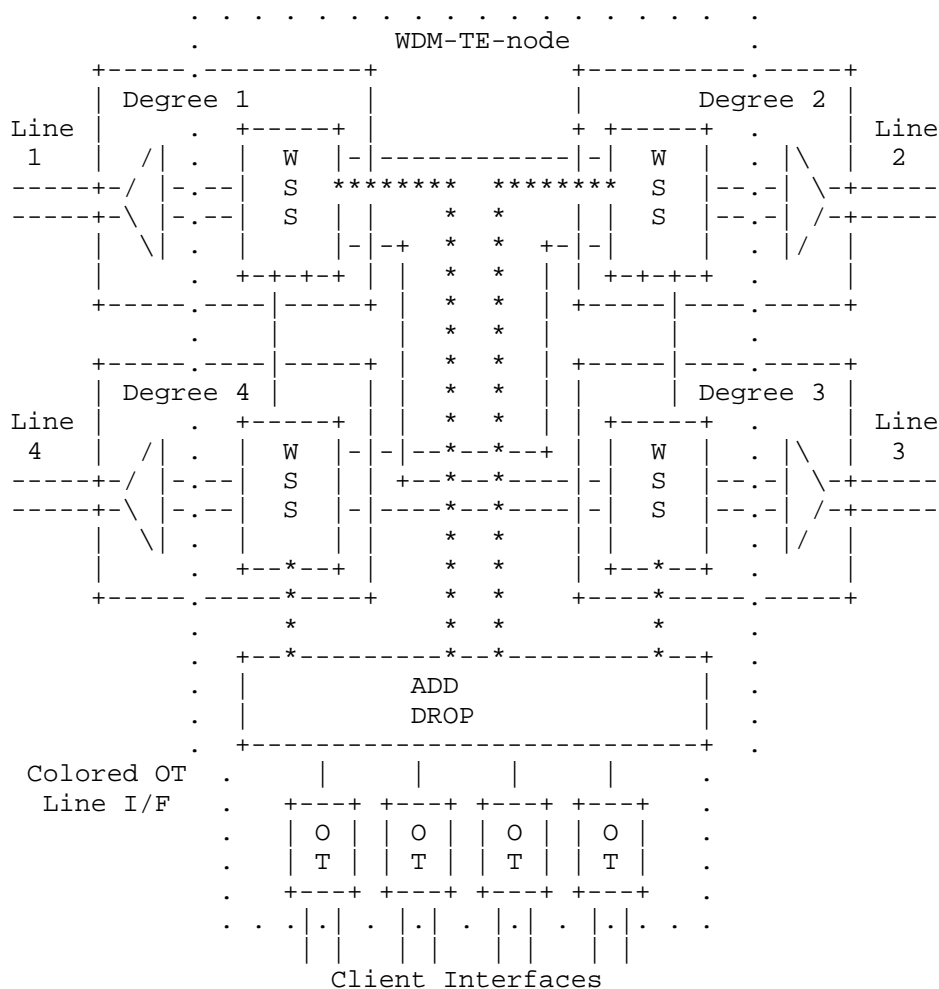 WDM-TE-node
Degree 1 Degree 2
Line Line
1 W W 2
S S
S S
Degree 4 Degree 3
Line Line
4 W W 3
S S
S S
ADD
DROP
Colored OT
Line I/F
O O O O
T T T T
Client Interfaces